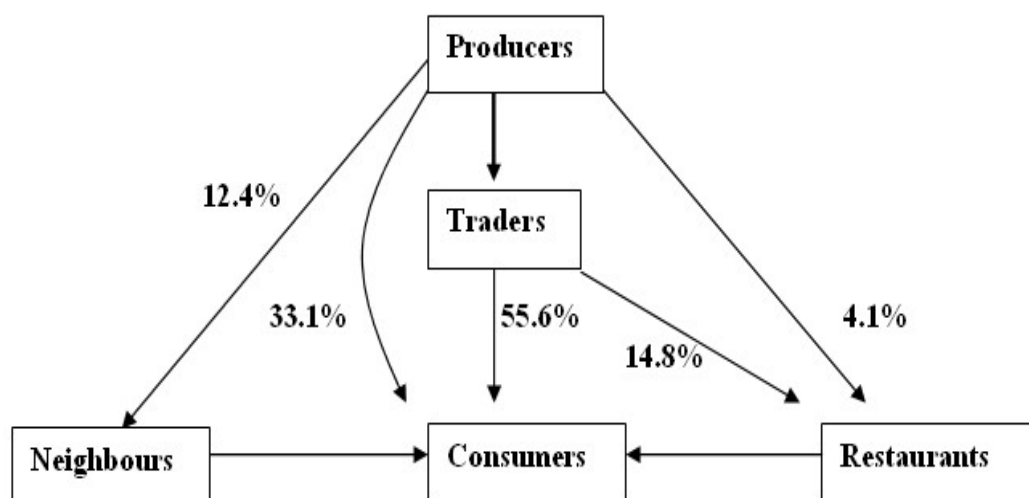 Producers
12.4%
Traders
33.1%
55.6%
4.1%
14.8%
Neighbours
Consumers
Restaurants